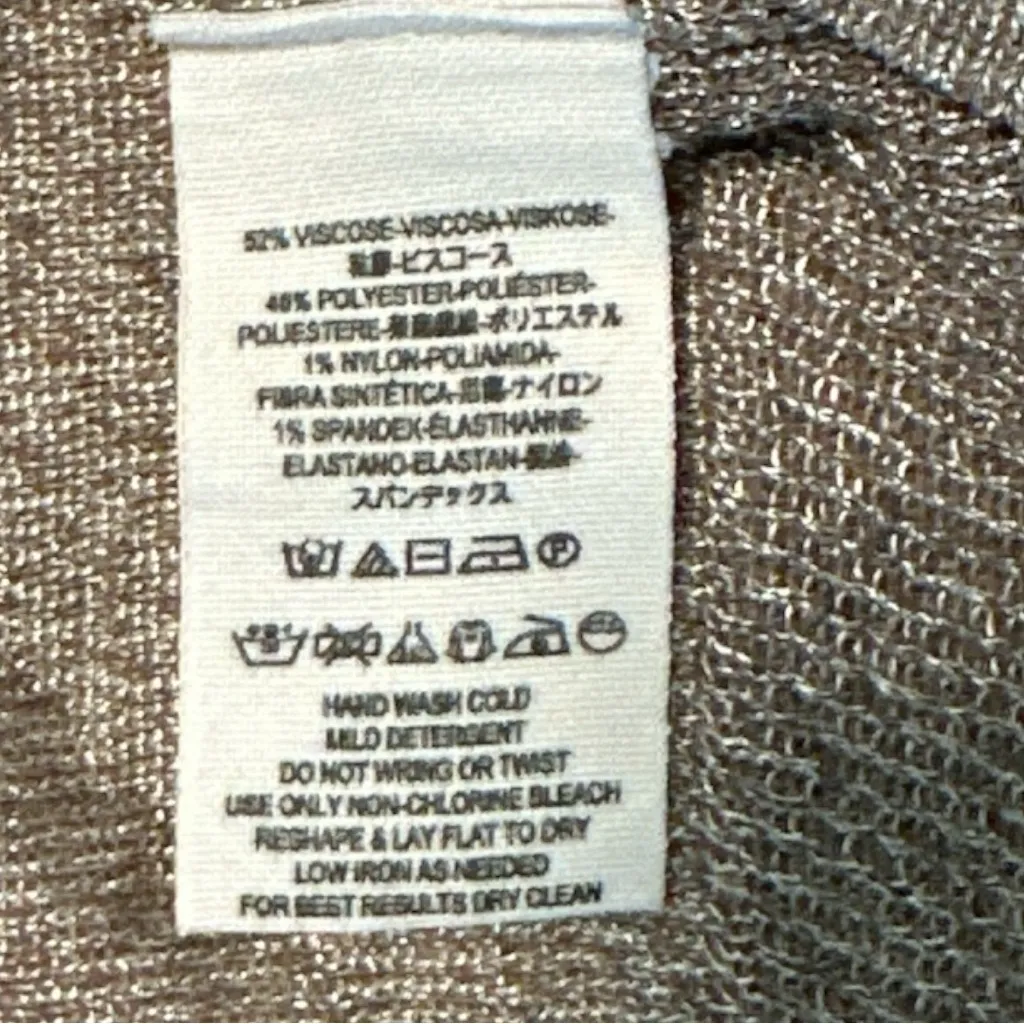 52% VISCOSE-VISCOSA-VISKOSE-
粘膠-ビスコース
46% POLYESTER-POLIÉSTER-
POLIESTERE-ポリエステル
1% NYLON-POLIAMIDA-
FIBRA SINTÉTICA-ナイロン
1% SPANDEX-ÉLASTHANNE-
ELASTANO-ELASTAN-
スパンデックス
P
HAND WASH COLD
MILD DETERGENT
DO NOT WRING OR TWIST
USE ONLY NON-CHLORINE BLEACH
RESHAPE & LAY FLAT TO DRY
LOW IRON AS NEEDED
FOR BEST RESULTS DRY CLEAN